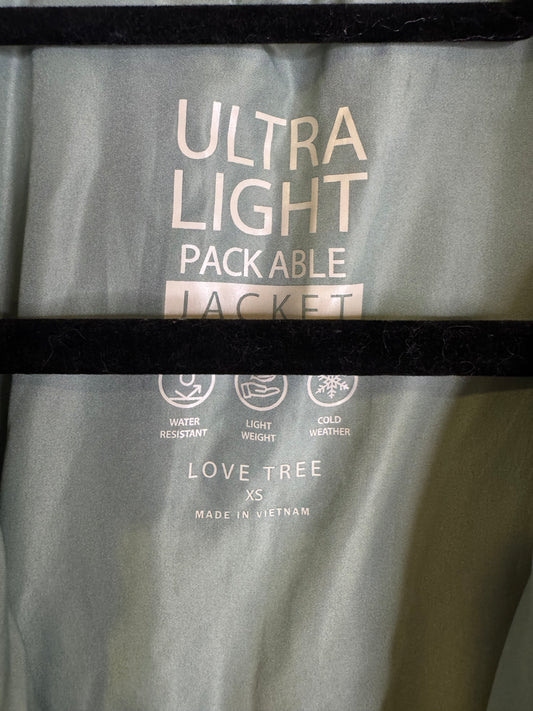 ULTRA
LIGHT
PACKABLE
JACKET
WATER RESISTANT
LIGHT WEIGHT
COLD WEATHER
LOVE TREE
XS
MADE IN VIETNAM